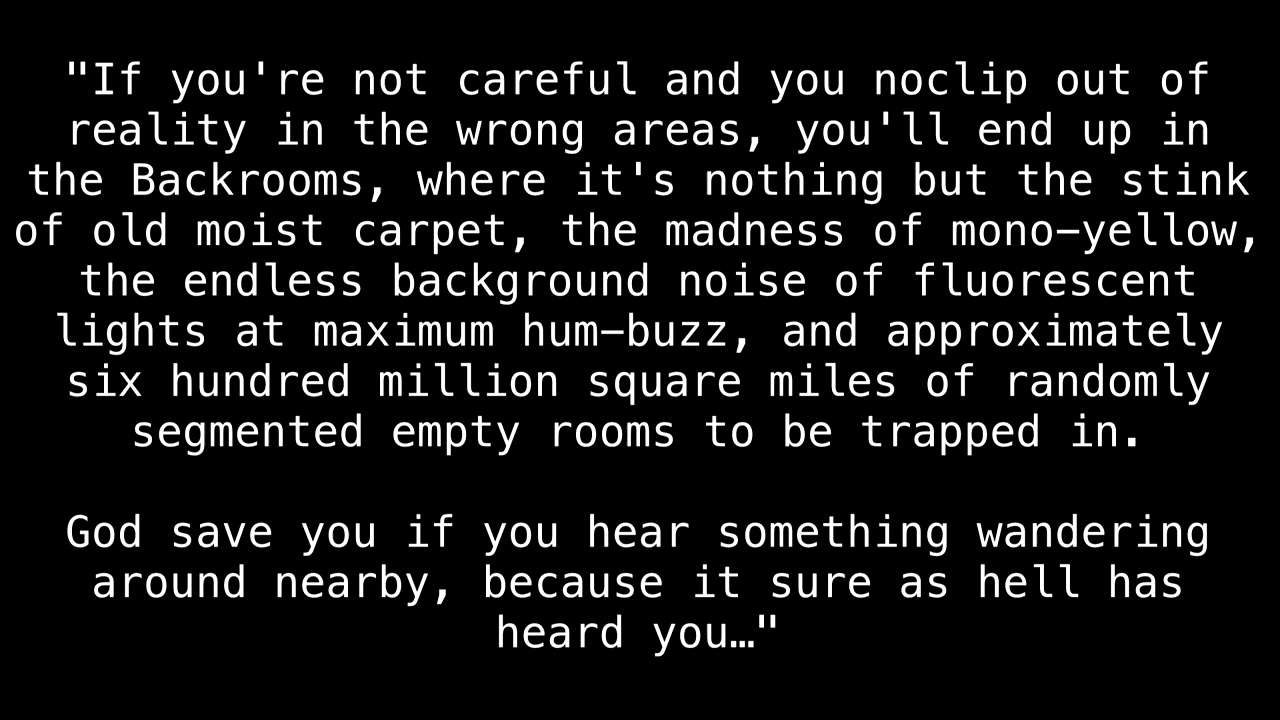 "If you're not careful and you noclip out of
reality in the wrong areas, you'll end up in
the Backrooms, where it's nothing but the stink
of old moist carpet, the madness of mono-yellow,
the endless background noise of fluorescent
lights at maximum hum-buzz, and approximately
six hundred million square miles of randomly
segmented empty rooms to be trapped in.
God save you if you hear something wandering
around nearby, because it sure as hell has
heard you…"